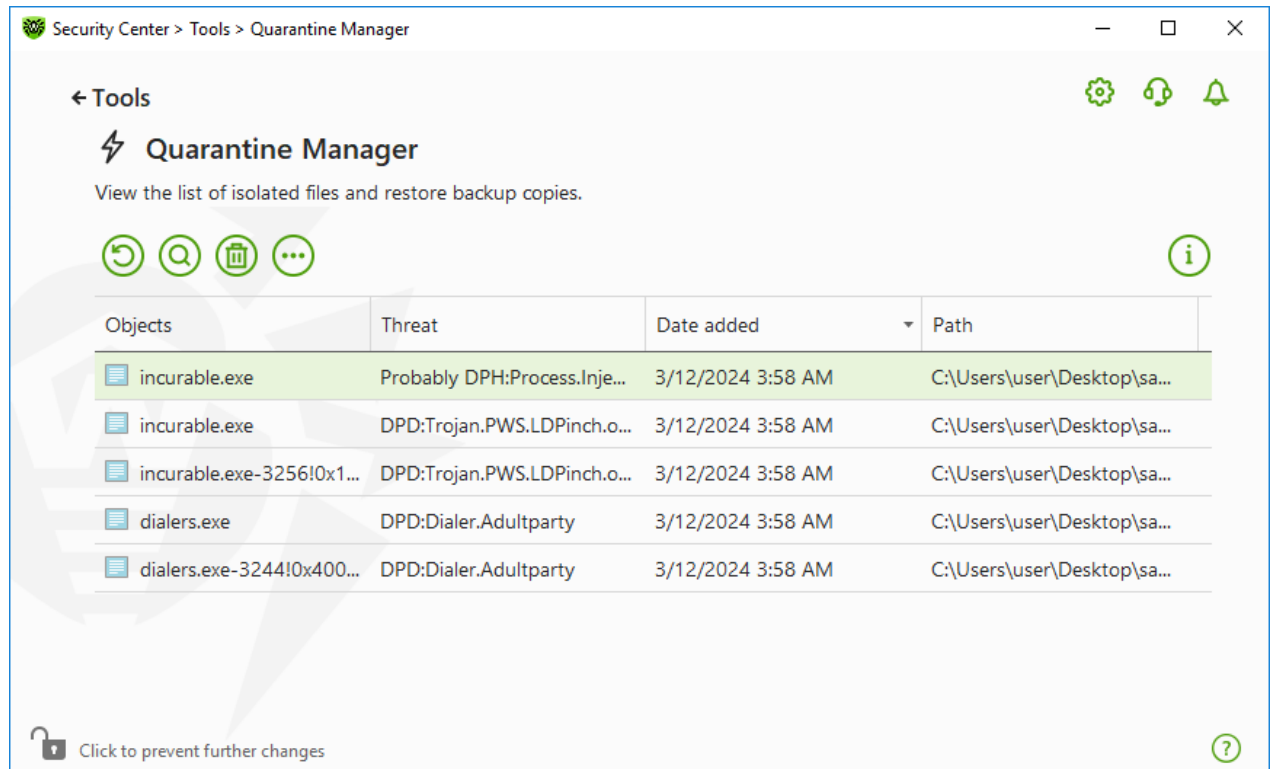 Security Center > Tools > Quarantine Manager
Tools
Quarantine Manager
View the list of isolated files and restore backup copies.
Objects Threat Date added Path
incurable.exe Probably DPH:Process.Inje... 3/12/2024 3:58 AM C:\Users\user\Desktop\sa...
incurable.exe DPD:Trojan.PWS.LDPinch.o... 3/12/2024 3:58 AM C:\Users\user\Desktop\sa...
incurable.exe-3256!0x1... DPD:Trojan.PWS.LDPinch.o... 3/12/2024 3:58 AM C:\Users\user\Desktop\sa...
dialers.exe DPD:Dialer.Adultparty 3/12/2024 3:58 AM C:\Users\user\Desktop\sa...
dialers.exe-3244!0x400... DPD:Dialer.Adultparty 3/12/2024 3:58 AM C:\Users\user\Desktop\sa...
Click to prevent further changes